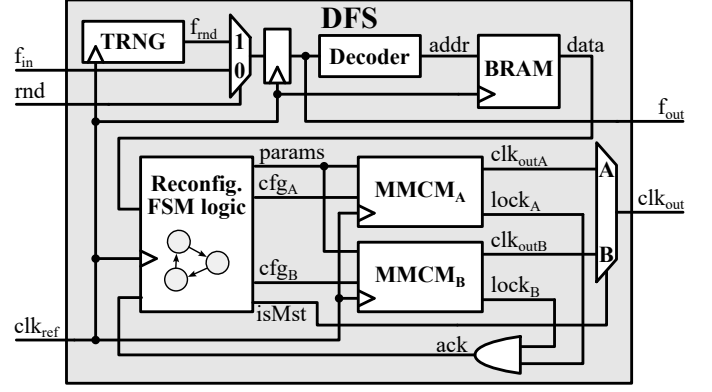 DFS
TRNG
f_rnd
1
0
f_in
rnd
Decoder
addr
BRAM
data
f_out
params
cfg_A
Reconfig.
FSM logic
MMCM_A
clk_outA
lock_A
A
clk_out
MMCM_B
clk_outB
lock_B
B
cfg_B
isMst
clk_ref
ack